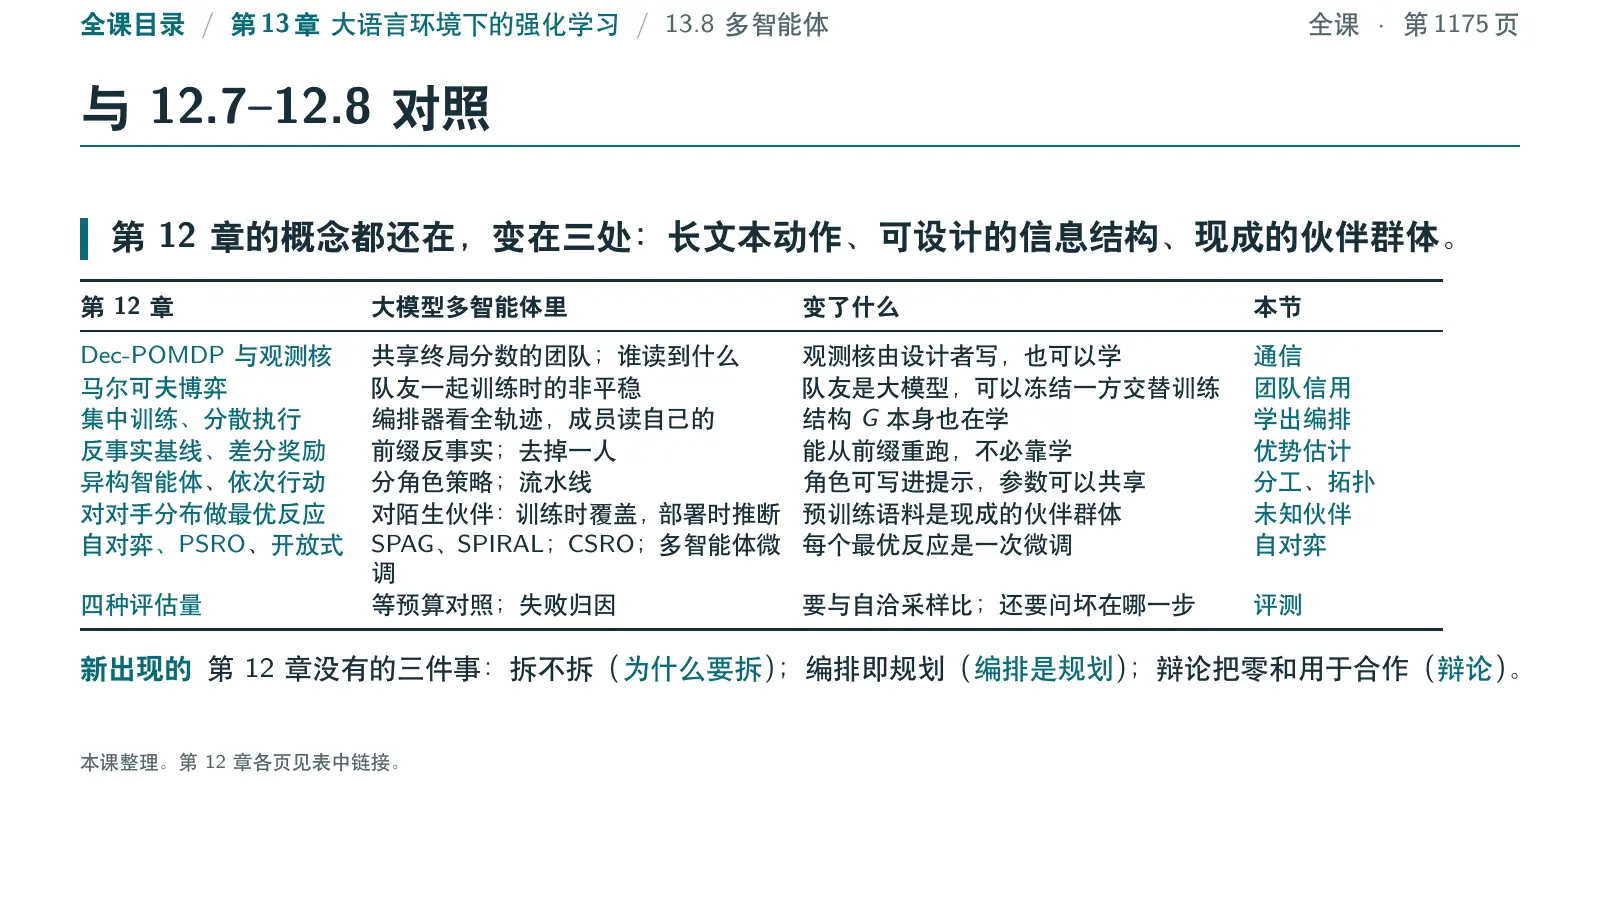 全课目录 / 第13章 大语言环境下的强化学习 / 13.8 多智能体 全课 · 第1175页
与 12.7–12.8 对照
第 12 章的概念都还在，变在三处：长文本动作、可设计的信息结构、现成的伙伴群体。
第 12 章 大模型多智能体里 变了什么 本节
Dec-POMDP 与观测核 共享终局分数的团队；谁读到什么 观测核由设计者写，也可以学 通信
马尔可夫博弈 队友一起训练时的非平稳 队友是大模型，可以冻结一方交替训练 团队信用
集中训练、分散执行 编排器看全轨迹，成员读自己的 结构 G 本身也在学 学出编排
反事实基线、差分奖励 前缀反事实；去掉一人 能从前缀重跑，不必靠学 优势估计
异构智能体、依次行动 分角色策略；流水线 角色可写进提示，参数可以共享 分工、拓扑
对对手分布做最优反应 对陌生伙伴：训练时覆盖，部署时推断 预训练语料是现成的伙伴群体 未知伙伴
自对弈、PSRO、开放式 SPAG、SPIRAL；CSRO；多智能体微 每个最优反应是一次微调 自对弈
调
四种评估量 等预算对照；失败归因 要与自洽采样比；还要问坏在哪一步 评测
新出现的 第 12 章没有的三件事：拆不拆（为什么要拆）；编排即规划（编排是规划）；辩论把零和用于合作（辩论）。
本课整理。第 12 章各页见表中链接。